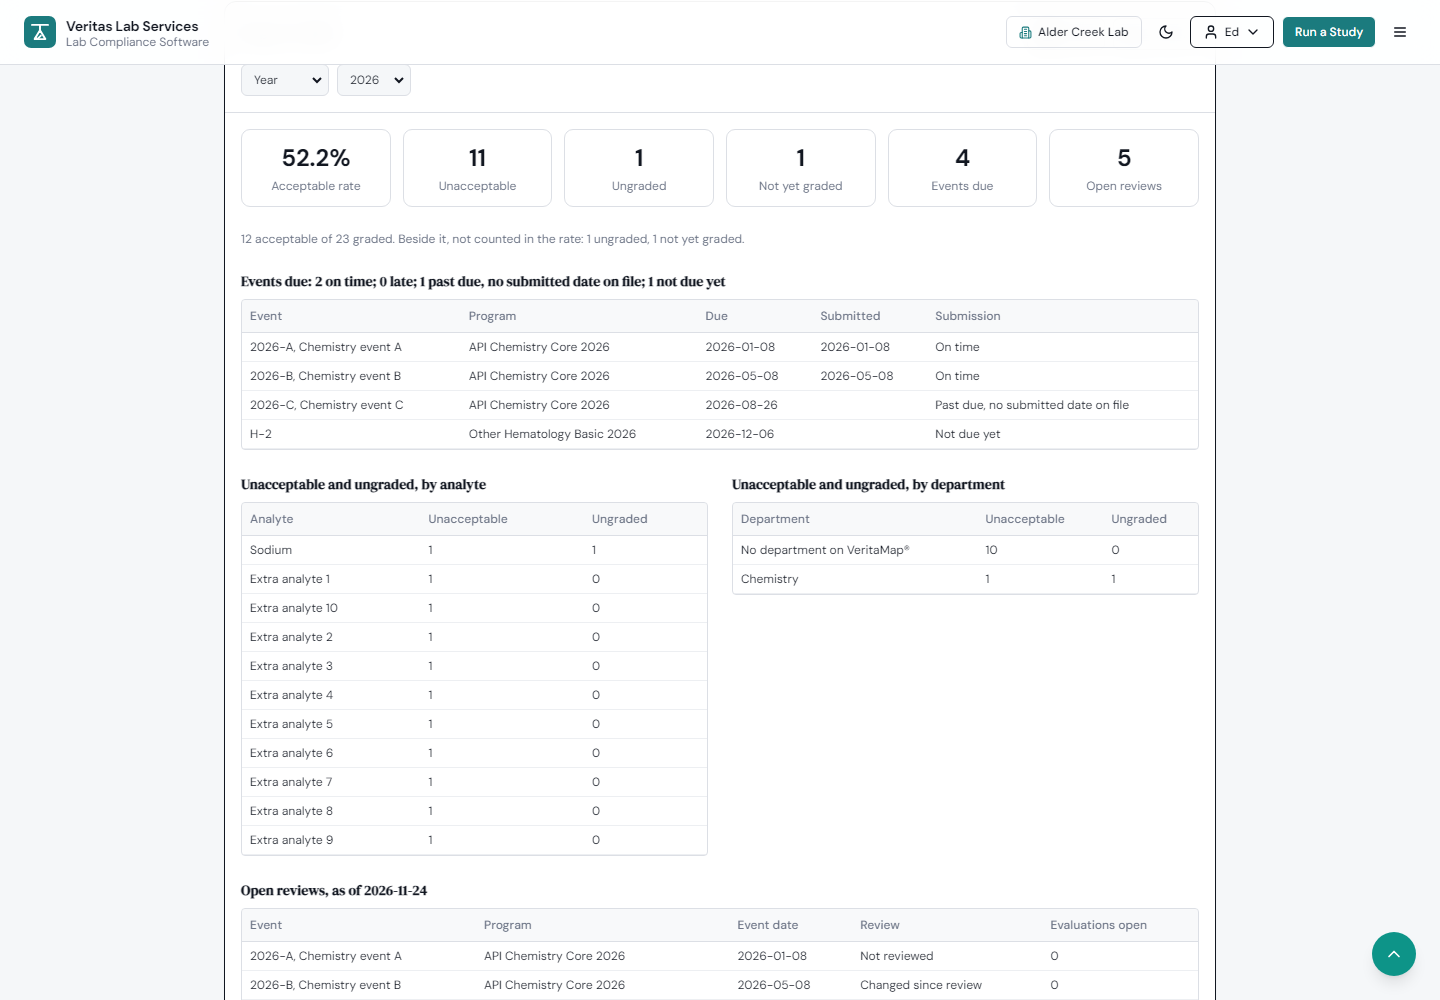 Veritas Lab Services
Lab Compliance Software
Alder Creek Lab
Ed
Run a Study
Year
2026
52.2%
Acceptable rate
11
Unacceptable
1
Ungraded
1
Not yet graded
4
Events due
5
Open reviews
12 acceptable of 23 graded. Beside it, not counted in the rate: 1 ungraded, 1 not yet graded.
Events due: 2 on time; 0 late; 1 past due, no submitted date on file; 1 not due yet
Event Program Due Submitted Submission
2026-A, Chemistry event A API Chemistry Core 2026 2026-01-08 2026-01-08 On time
2026-B, Chemistry event B API Chemistry Core 2026 2026-05-08 2026-05-08 On time
2026-C, Chemistry event C API Chemistry Core 2026 2026-08-26 Past due, no submitted date on file
H-2 Other Hematology Basic 2026 2026-12-06 Not due yet
Unacceptable and ungraded, by analyte
Analyte Unacceptable Ungraded
Sodium 1 1
Extra analyte 1 1 0
Extra analyte 10 1 0
Extra analyte 2 1 0
Extra analyte 3 1 0
Extra analyte 4 1 0
Extra analyte 5 1 0
Extra analyte 6 1 0
Extra analyte 7 1 0
Extra analyte 8 1 0
Extra analyte 9 1 0
Unacceptable and ungraded, by department
Department Unacceptable Ungraded
No department on VeritaMap® 10 0
Chemistry 1 1
Open reviews, as of 2026-11-24
Event Program Event date Review Evaluations open
2026-A, Chemistry event A API Chemistry Core 2026 2026-01-08 Not reviewed 0
2026-B, Chemistry event B API Chemistry Core 2026 2026-05-08 Changed since review 0